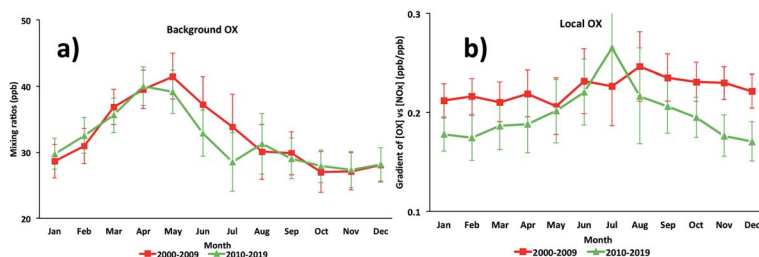 Background OX
a)
Mixing ratios (ppb)
50
40
30
20
Jan Feb Mar Apr May Jun Jul Aug Sep Oct Nov Dec
Month
2000-2009 2010-2019
Local OX
b)
Gradient of [OX] vs [NOx] (ppb/ppb)
0.3
0.2
0.1
Jan Feb Mar Apr May Jun Jul Aug Sep Oct Nov Dec
Month
2000-2009 2010-2019